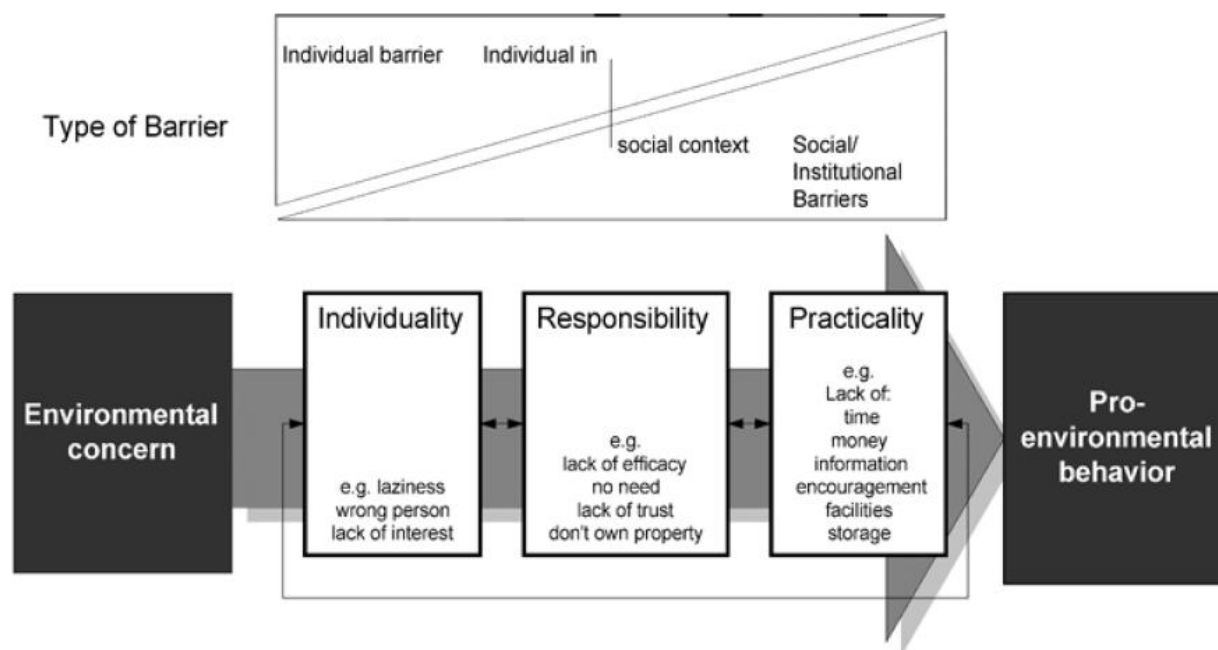 Individual barrier
Individual in
Type of Barrier
social context
Social/
Institutional
Barriers
Environmental
concern
Individuality
e.g. laziness
wrong person
lack of interest
Responsibility
e.g.
lack of efficacy
no need
lack of trust
don't own property
Practicality
e.g.
Lack of:
time
money
information
encouragement
facilities
storage
Pro-
environmental
behavior